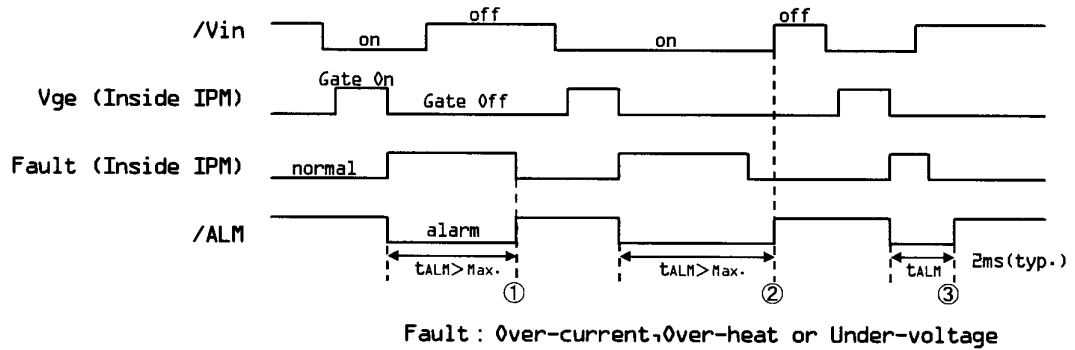 /Vin
on
off
on
off
Vge (Inside IPM)
Gate On
Gate Off
Fault (Inside IPM)
normal
/ALM
alarm
tALM>Max.
tALM>Max.
tALM
2ms(typ.)
①
②
③
Fault : Over-current,Over-heat or Under-voltage